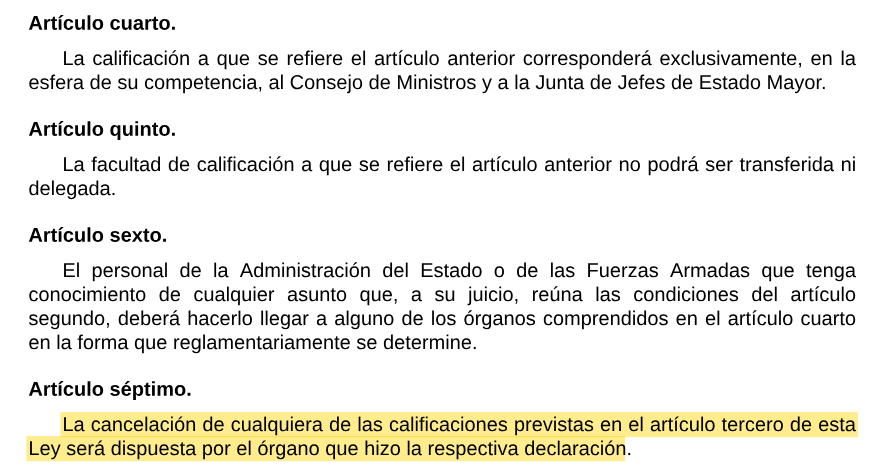 Artículo cuarto.
La calificación a que se refiere el artículo anterior corresponderá exclusivamente, en la
esfera de su competencia, al Consejo de Ministros y a la Junta de Jefes de Estado Mayor.
Artículo quinto.
La facultad de calificación a que se refiere el artículo anterior no podrá ser transferida ni
delegada.
Artículo sexto.
El personal de la Administración del Estado o de las Fuerzas Armadas que tenga
conocimiento de cualquier asunto que, a su juicio, reúna las condiciones del artículo
segundo, deberá hacerlo llegar a alguno de los órganos comprendidos en el artículo cuarto
en la forma que reglamentariamente se determine.
Artículo séptimo.
La cancelación de cualquiera de las calificaciones previstas en el artículo tercero de esta
Ley será dispuesta por el órgano que hizo la respectiva declaración.